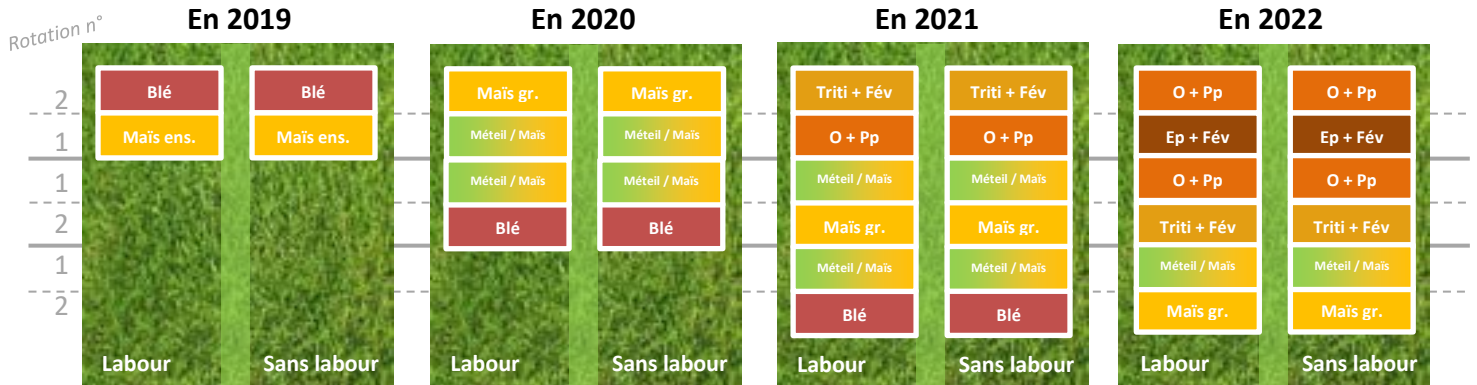 Rotation n°
En 2019
En 2020
En 2021
En 2022
2
1
1
2
1
2
Blé
Blé
Maïs ens.
Maïs ens.
Labour
Sans labour
Maïs gr.
Maïs gr.
Méteil / Maïs
Méteil / Maïs
Méteil / Maïs
Méteil / Maïs
Blé
Blé
Labour
Sans labour
Triti + Fév
Triti + Fév
O + Pp
O + Pp
Méteil / Maïs
Méteil / Maïs
Maïs gr.
Maïs gr.
Méteil / Maïs
Méteil / Maïs
Blé
Blé
Labour
Sans labour
O + Pp
O + Pp
Ep + Fév
Ep + Fév
O + Pp
O + Pp
Triti + Fév
Triti + Fév
Méteil / Maïs
Méteil / Maïs
Maïs gr.
Maïs gr.
Labour
Sans labour